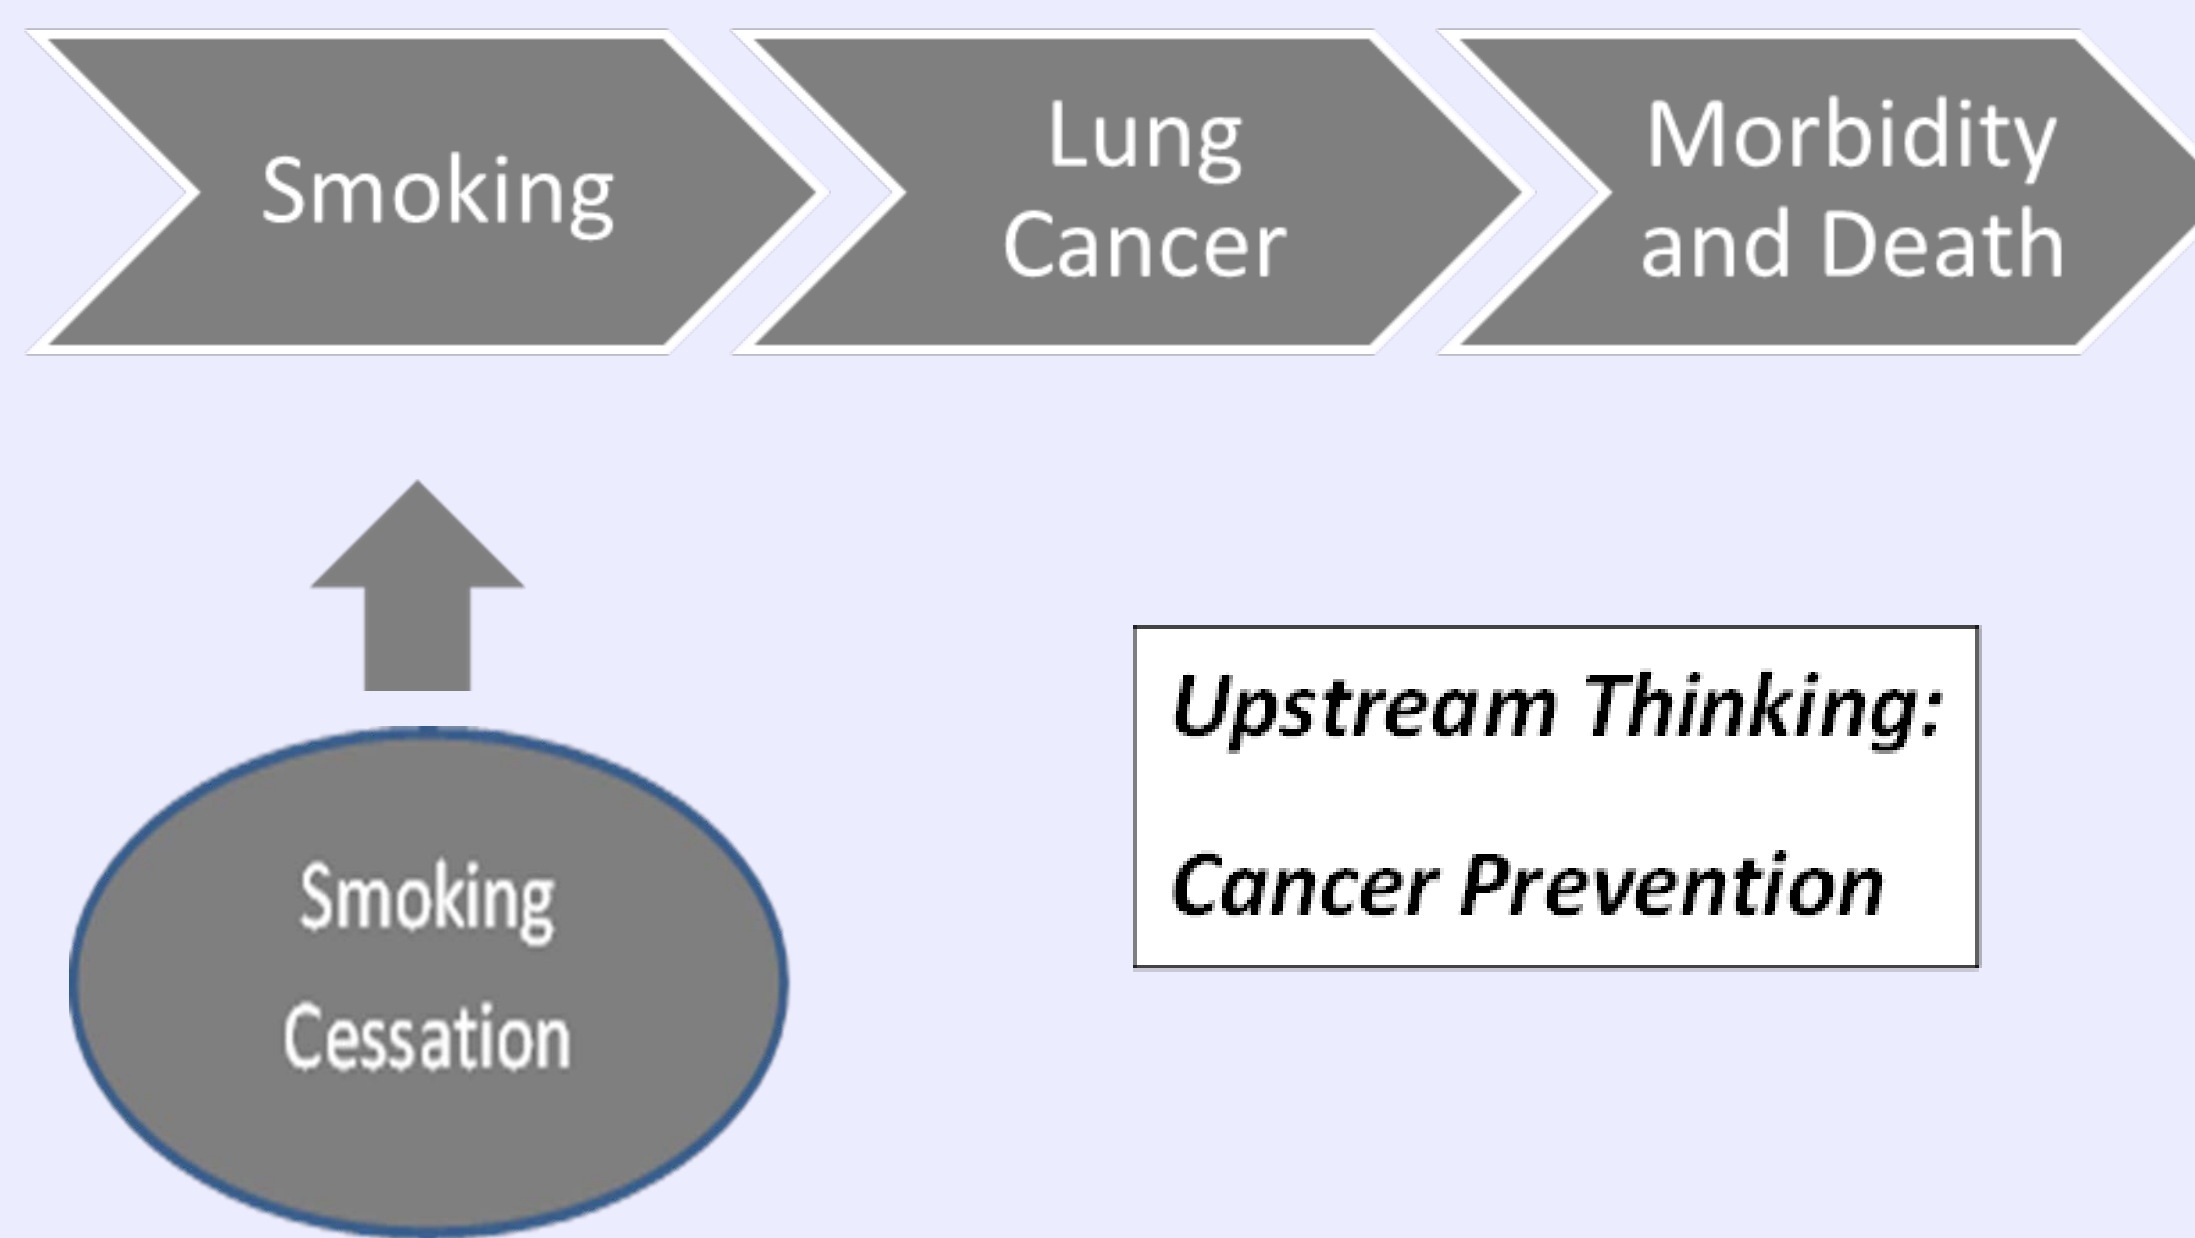 Smoking
Lung
Cancer
Morbidity
and Death
Smoking
Cessation
Upstream Thinking:
Cancer Prevention